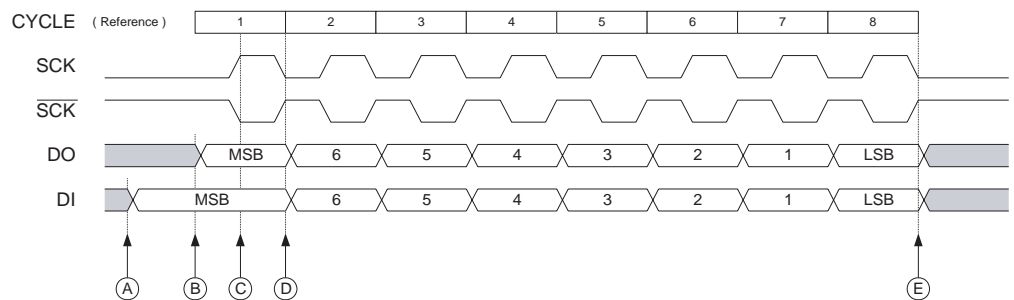 CYCLE ( Reference ) 1 2 3 4 5 6 7 8
SCK
S̅C̅K̅
DO MSB 6 5 4 3 2 1 LSB
DI MSB 6 5 4 3 2 1 LSB
A B C D E